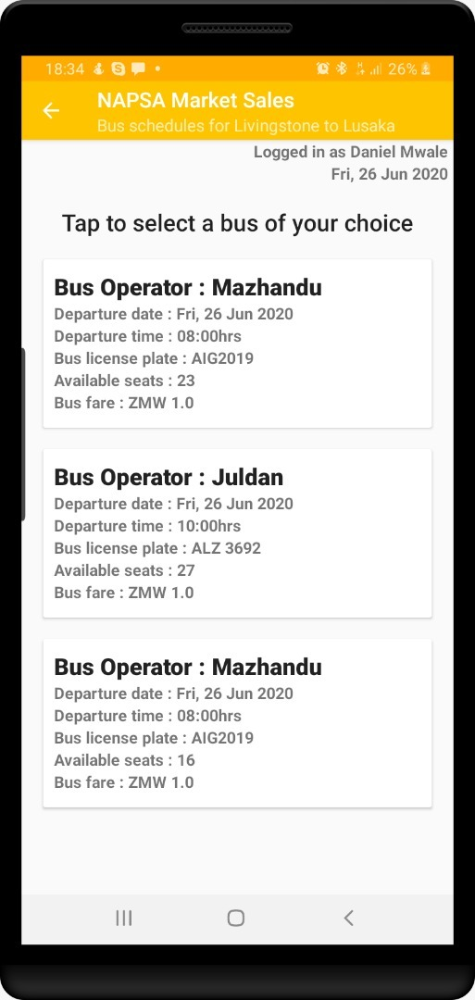 18:34
26%
NAPSA Market Sales
Bus schedules for Livingstone to Lusaka
Logged in as Daniel Mwale
Fri, 26 Jun 2020
Tap to select a bus of your choice
Bus Operator : Mazhandu
Departure date : Fri, 26 Jun 2020
Departure time : 08:00hrs
Bus license plate : AIG2019
Available seats : 23
Bus fare : ZMW 1.0
Bus Operator : Juldan
Departure date : Fri, 26 Jun 2020
Departure time : 10:00hrs
Bus license plate : ALZ 3692
Available seats : 27
Bus fare : ZMW 1.0
Bus Operator : Mazhandu
Departure date : Fri, 26 Jun 2020
Departure time : 08:00hrs
Bus license plate : AIG2019
Available seats : 16
Bus fare : ZMW 1.0